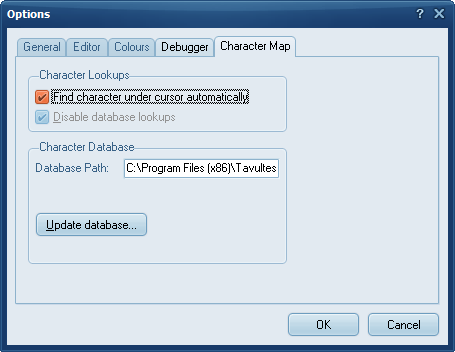 Options
General Editor Colours Debugger Character Map
Character Lookups
Find character under cursor automatically
Disable database lookups
Character Database
Database Path: C:\Program Files (x86)\Tavultes
Update database...
OK Cancel